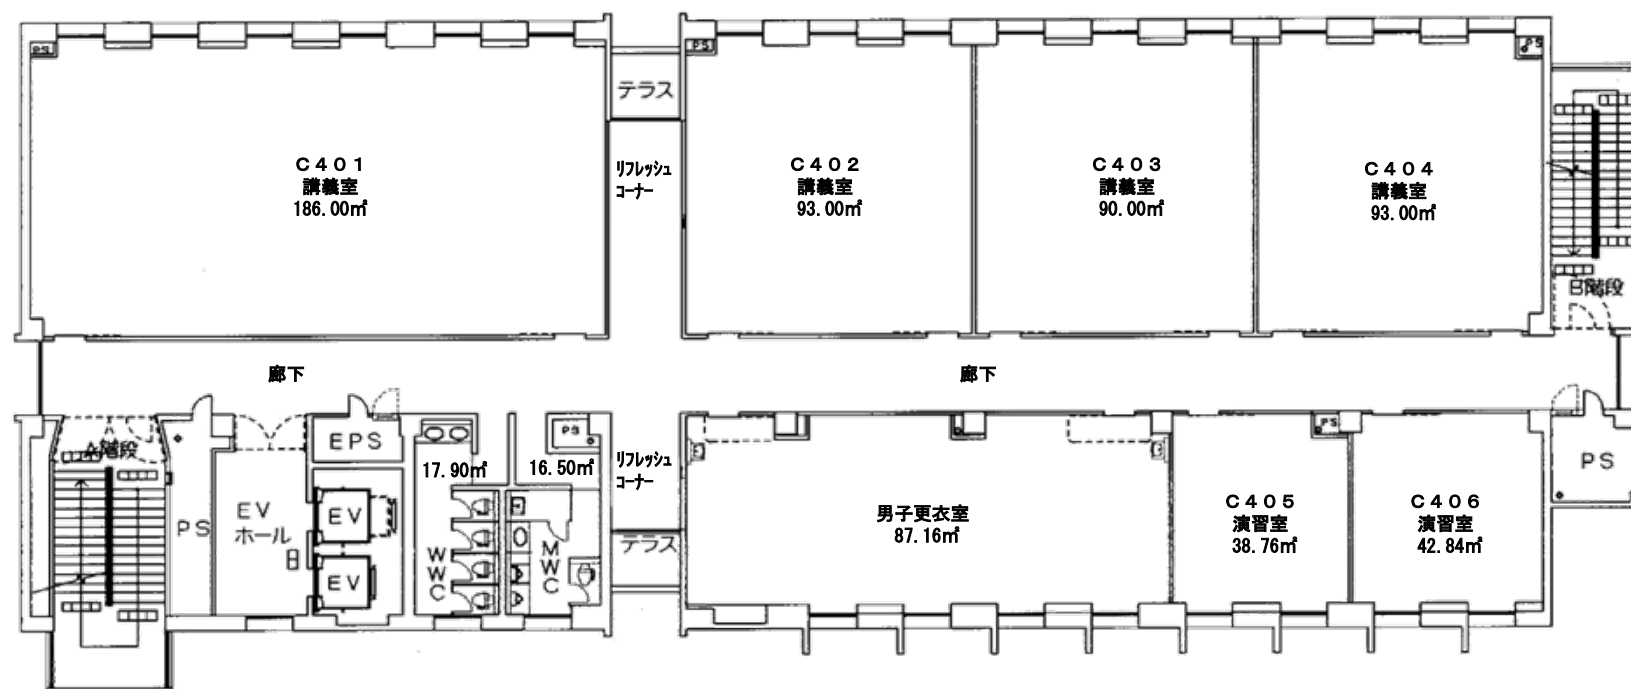 PS
テラス
リフレッシュ
コーナー
C401
講義室
186.00㎡
PS
C402
講義室
93.00㎡
C403
講義室
90.00㎡
PS
C404
講義室
93.00㎡
B階段
廊下
廊下
A階段
PS
EV
ホール
EPS
EV
EV
17.90㎡
WWC
PS
16.50㎡
MWC
リフレッシュ
コーナー
テラス
男子更衣室
87.16㎡
PS
C405
演習室
38.76㎡
C406
演習室
42.84㎡
PS